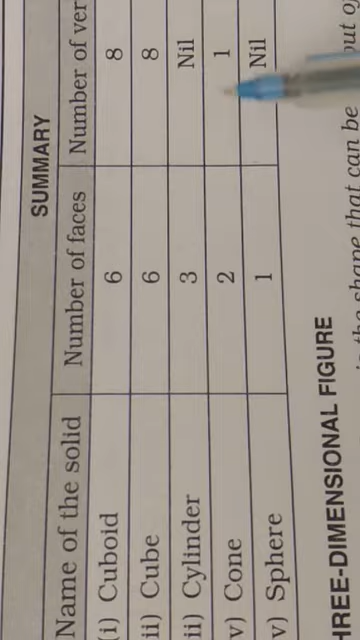 SUMMARY
Name of the solid Number of faces Number of ver
i) Cuboid 6 8
ii) Cube 6 8
ii) Cylinder 3 Nil
v) Cone 2 1
v) Sphere 1 Nil
HREE-DIMENSIONAL FIGURE
the shape that can be out of